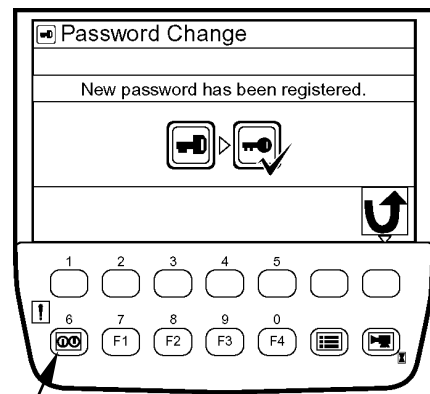 Password Change
New password has been registered.
1 2 3 4 5
!
6 7 8 9 0
F1 F2 F3 F4